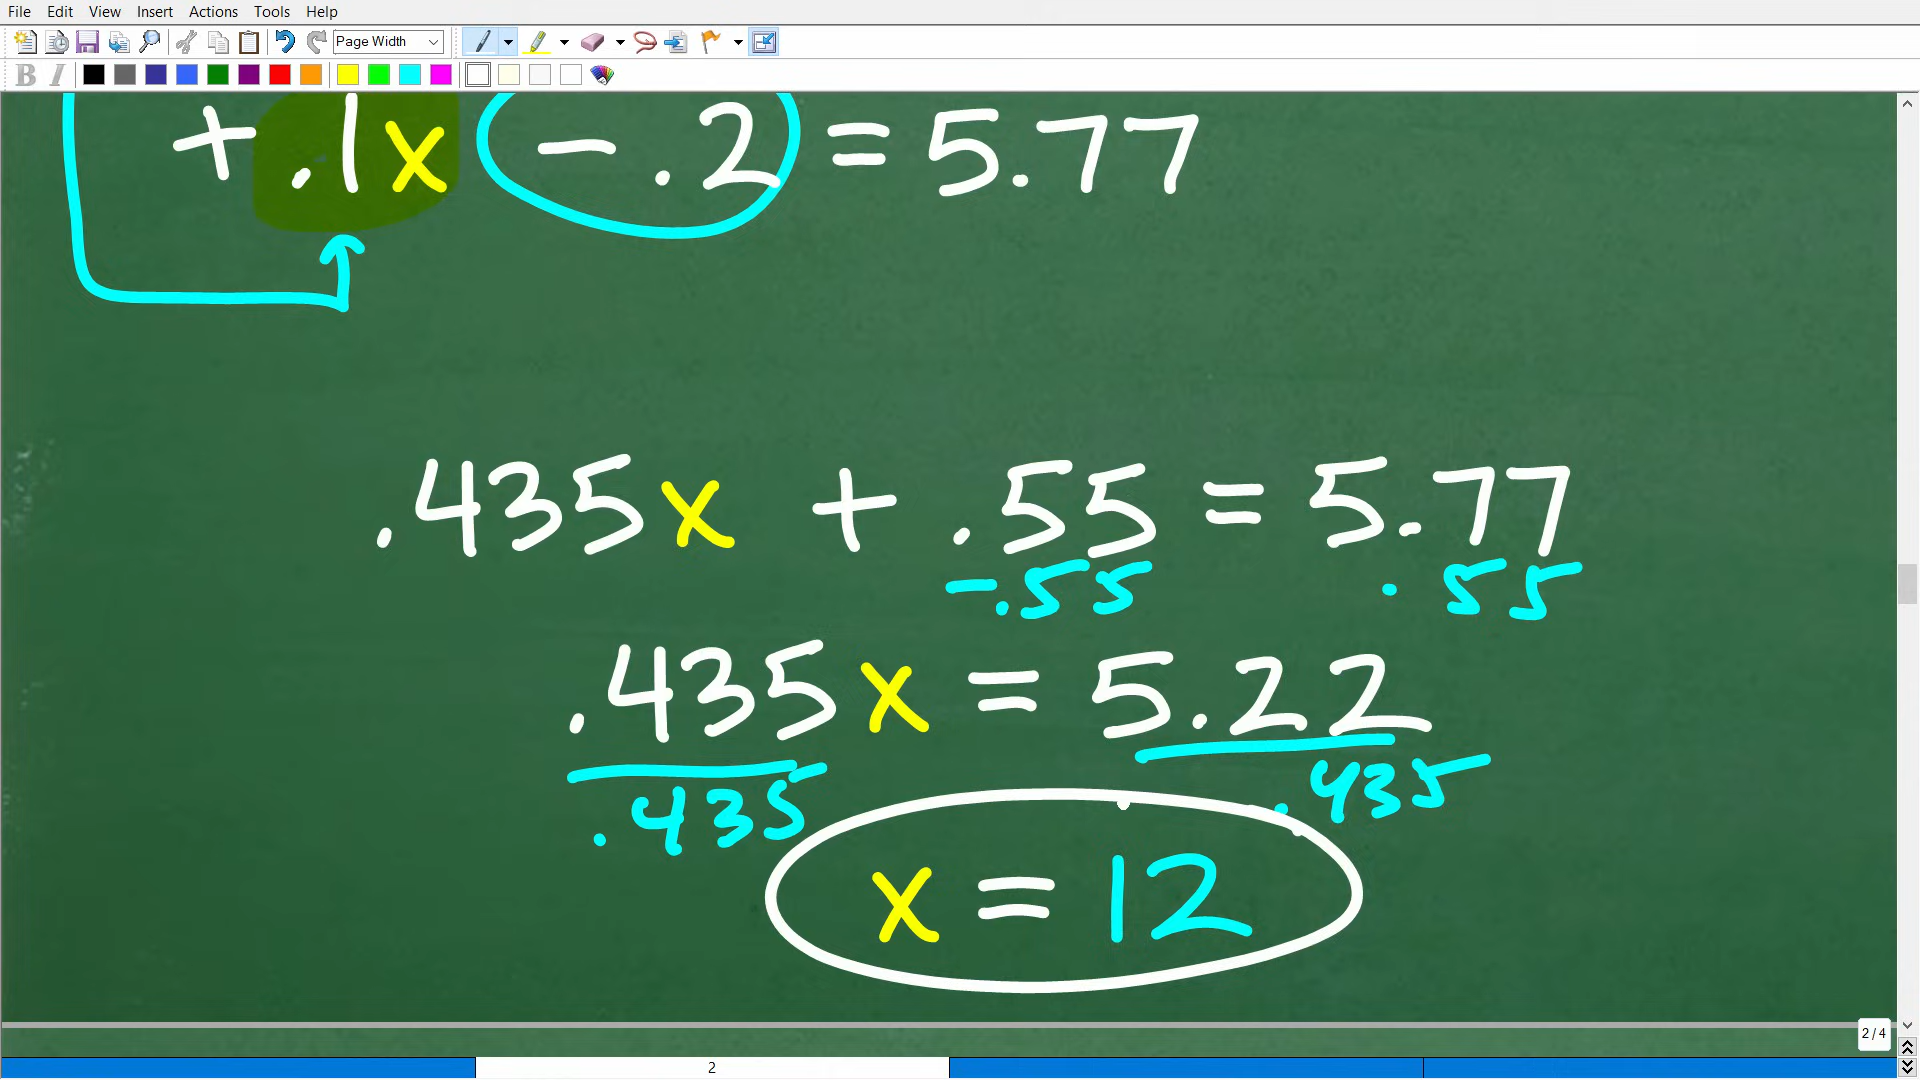 File Edit View Insert Actions Tools Help
Page Width
B I
+ .1x - .2 = 5.77
.435x + .55 = 5.77
-.55 .55
.435x = 5.22
.435 .435
x = 12
2 / 4
2